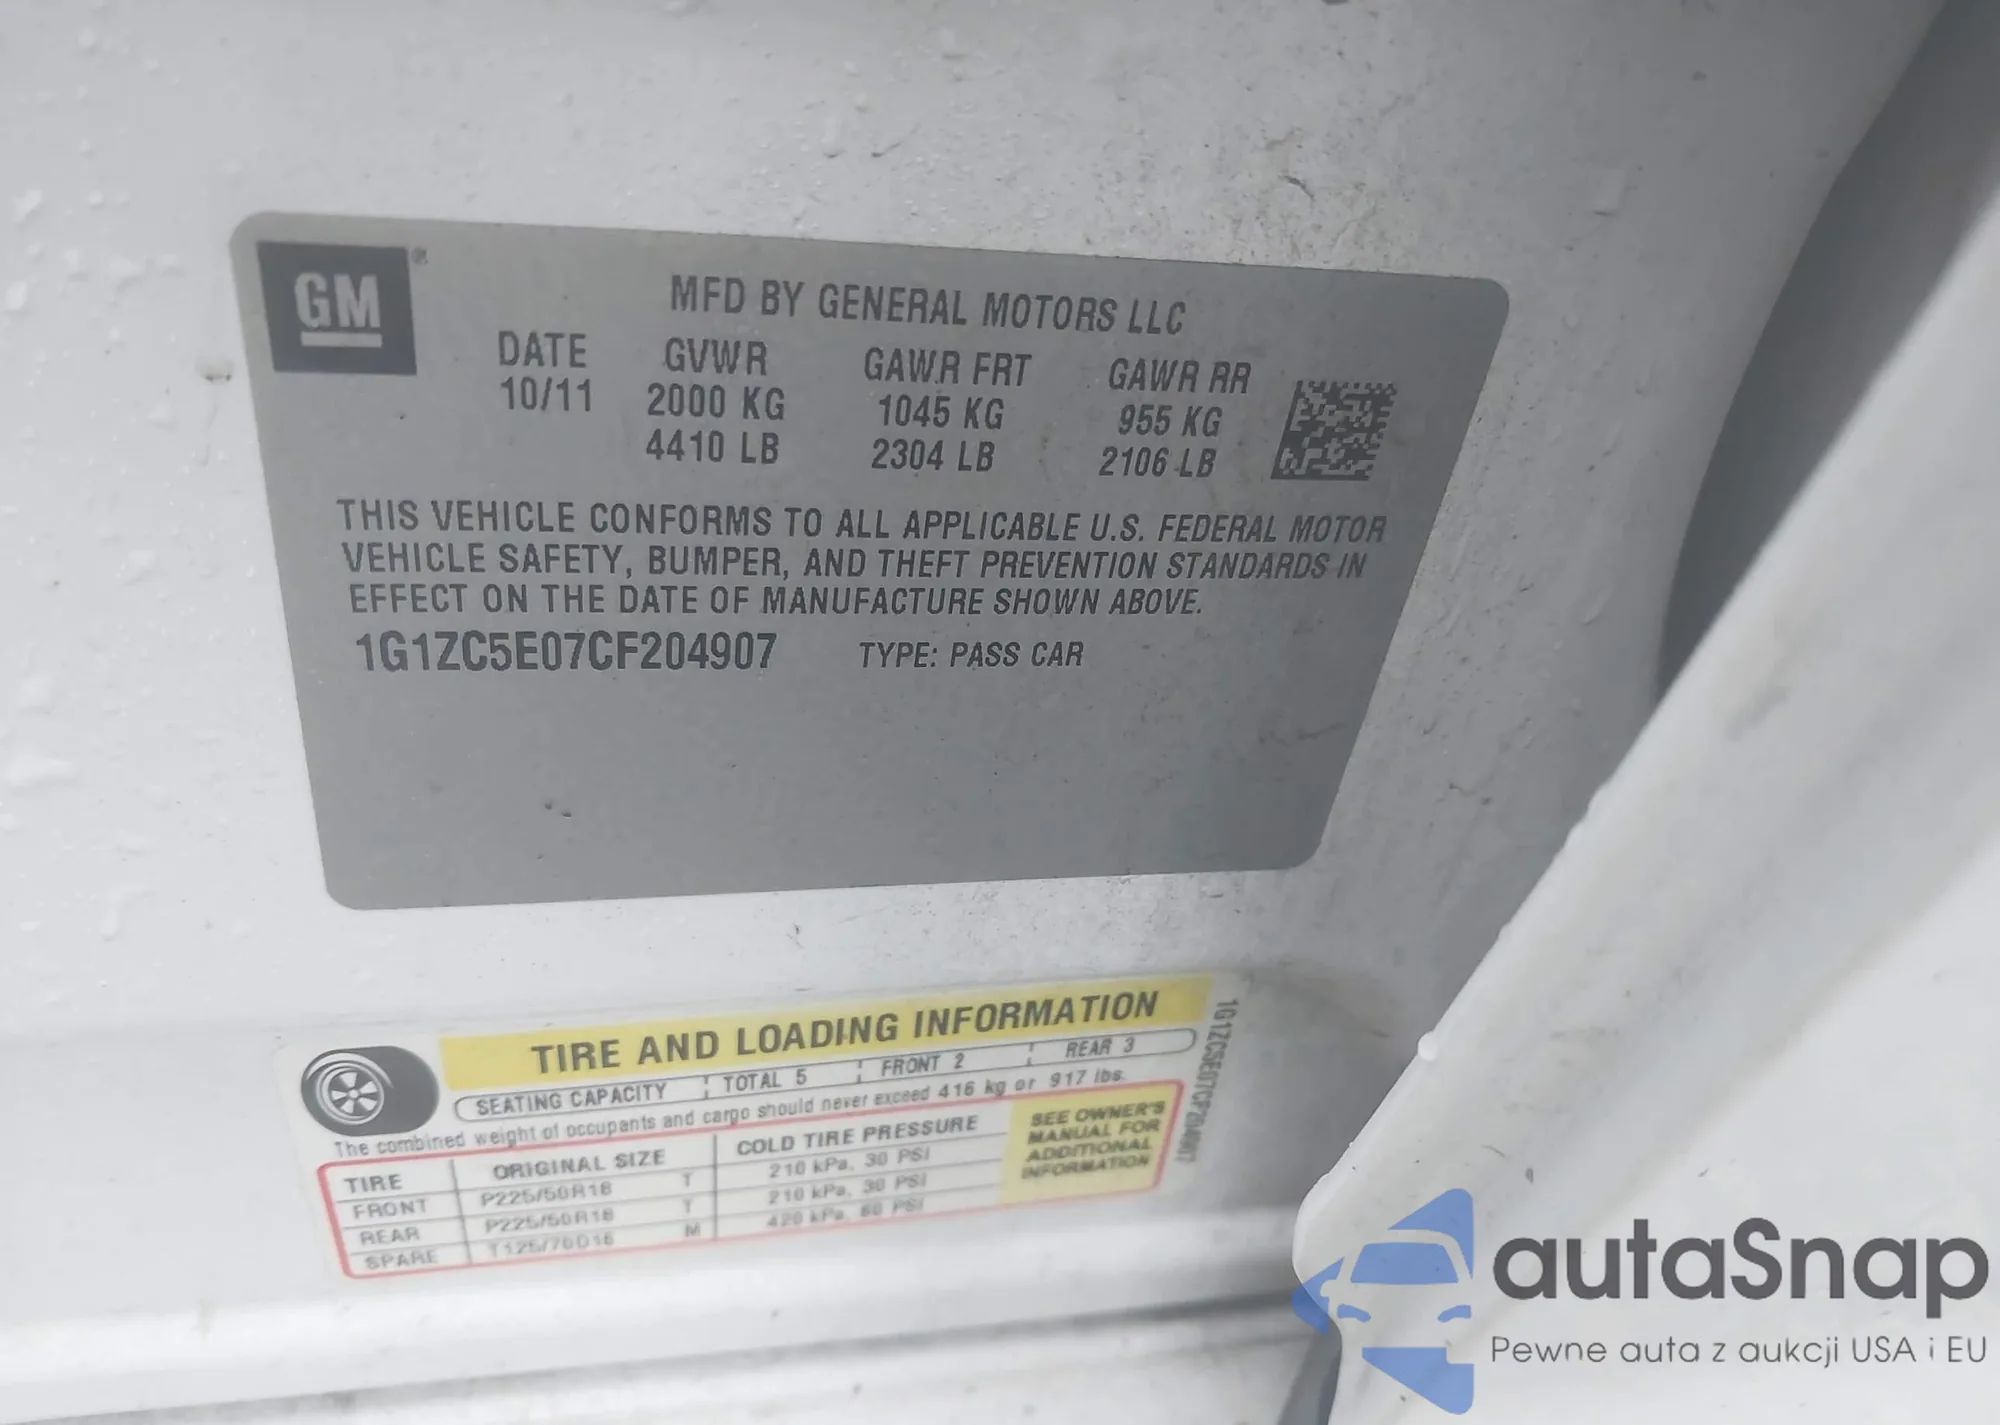 GM®
MFD BY GENERAL MOTORS LLC
DATE GVWR GAWR FRT GAWR RR
10/11 2000 KG 1045 KG 955 KG
4410 LB 2304 LB 2106 LB
THIS VEHICLE CONFORMS TO ALL APPLICABLE U.S. FEDERAL MOTOR
VEHICLE SAFETY, BUMPER, AND THEFT PREVENTION STANDARDS IN
EFFECT ON THE DATE OF MANUFACTURE SHOWN ABOVE.
1G1ZC5E07CF204907 TYPE: PASS CAR
TIRE AND LOADING INFORMATION
SEATING CAPACITY TOTAL 5 FRONT 2 REAR 3
The combined weight of occupants and cargo should never exceed 416 kg or 917 lbs.
TIRE ORIGINAL SIZE COLD TIRE PRESSURE
FRONT P225/50R18 T 210 kPa, 30 PSI
REAR P225/50R18 T 210 kPa, 30 PSI
SPARE T125/70D16 M 420 kPa, 60 PSI
SEE OWNER'S
MANUAL FOR
ADDITIONAL
INFORMATION
1G1ZC5E07CF204907
autaSnap
Pewne auta z aukcji USA i EU